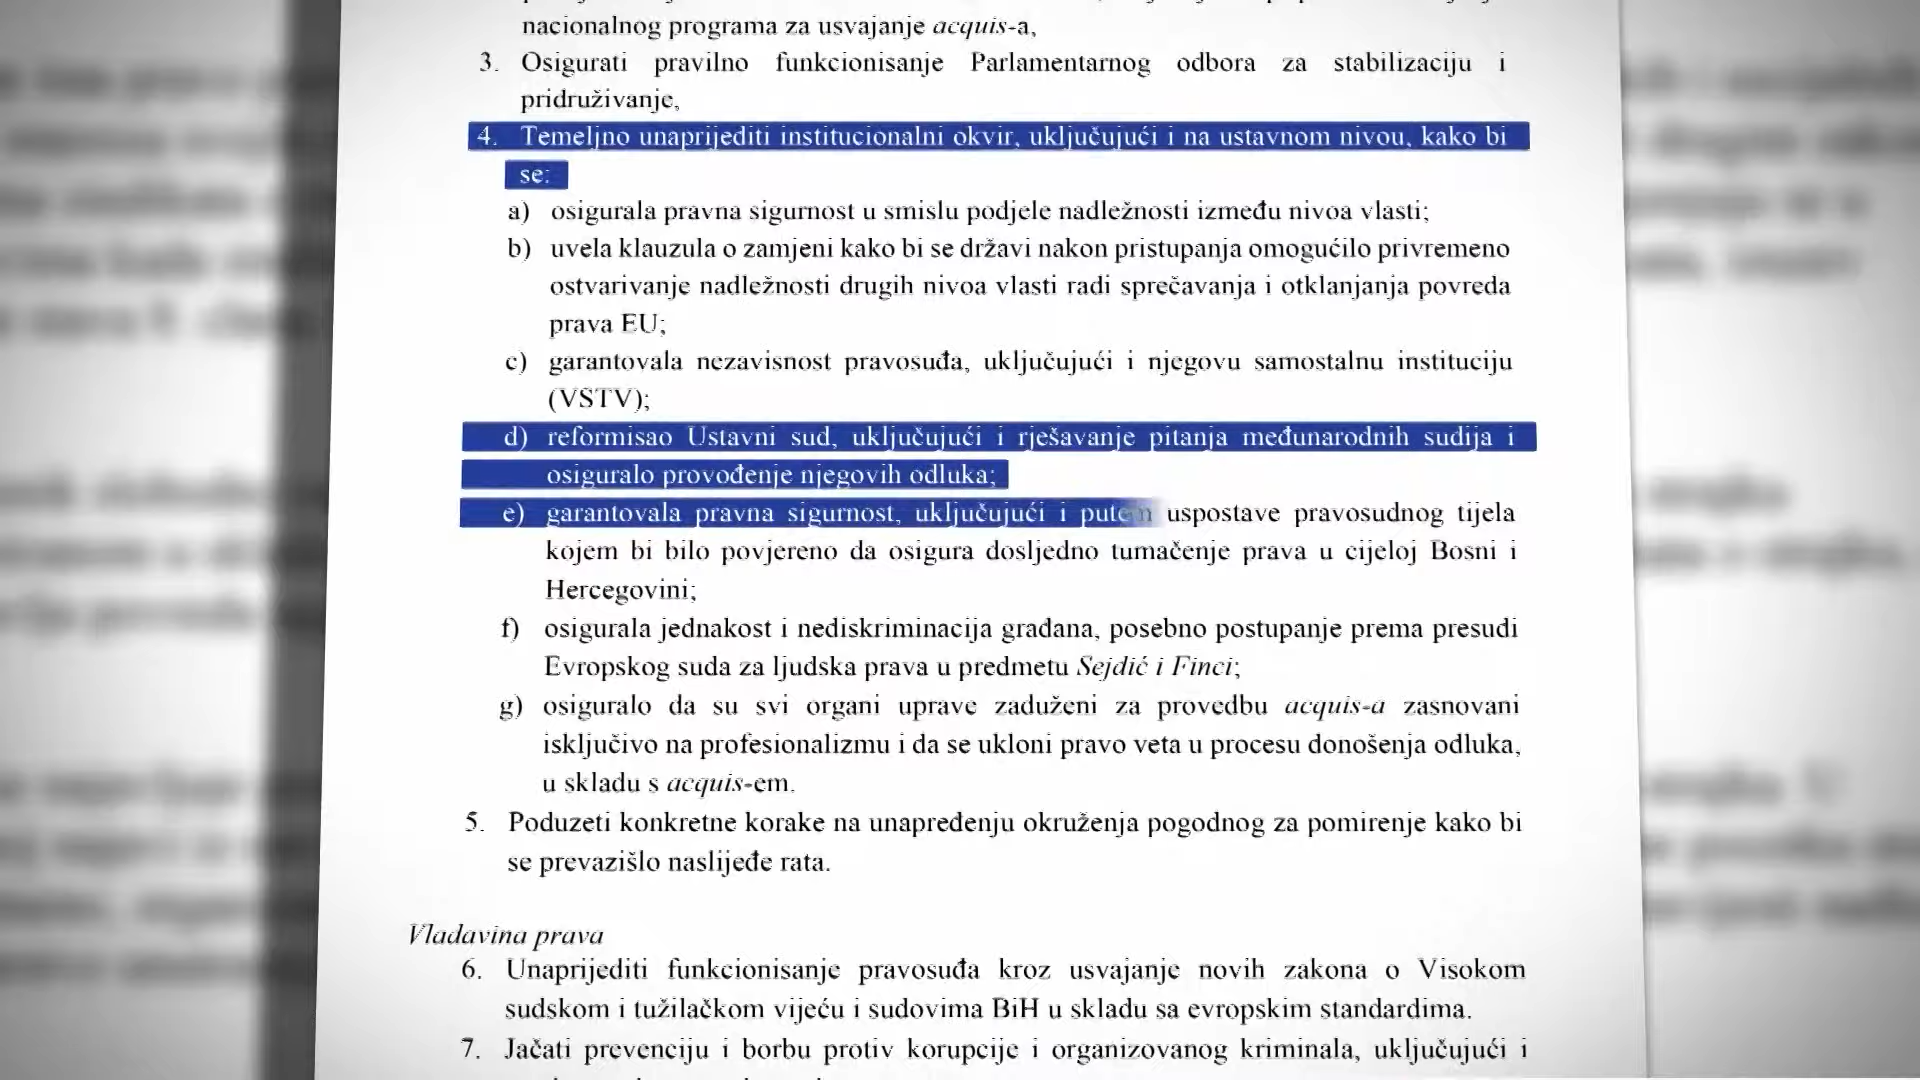 nacionalnog programa za usvajanje acquis-a,
3. Osigurati pravilno funkcionisanje Parlamentarnog odbora za stabilizaciju i
pridruživanje,
4. Temeljno unaprijediti institucionalni okvir, uključujući i na ustavnom nivou, kako bi
se:
a) osigurala pravna sigurnost u smislu podjele nadležnosti između nivoa vlasti;
b) uvela klauzula o zamjeni kako bi se državi nakon pristupanja omogućilo privremeno
ostvarivanje nadležnosti drugih nivoa vlasti radi sprečavanja i otklanjanja povreda
prava EU;
c) garantovala nezavisnost pravosuđa, uključujući i njegovu samostalnu instituciju
(VSTV);
d) reformisao Ustavni sud, uključujući i rješavanje pitanja međunarodnih sudija i
osiguralo provođenje njegovih odluka;
e) garantovala pravna sigurnost, uključujući i putem uspostave pravosudnog tijela
kojem bi bilo povjereno da osigura dosljedno tumačenje prava u cijeloj Bosni i
Hercegovini;
f) osigurala jednakost i nediskriminacija građana, posebno postupanje prema presudi
Evropskog suda za ljudska prava u predmetu Sejdić i Finci;
g) osiguralo da su svi organi uprave zaduženi za provedbu acquis-a zasnovani
isključivo na profesionalizmu i da se ukloni pravo veta u procesu donošenja odluka,
u skladu s acquis-em.
5. Poduzeti konkretne korake na unapređenju okruženja pogodnog za pomirenje kako bi
se prevazišlo naslijeđe rata.
Vladavina prava
6. Unaprijediti funkcionisanje pravosuđa kroz usvajanje novih zakona o Visokom
sudskom i tužilačkom vijeću i sudovima BiH u skladu sa evropskim standardima.
7. Jačati prevenciju i borbu protiv korupcije i organizovanog kriminala, uključujući i